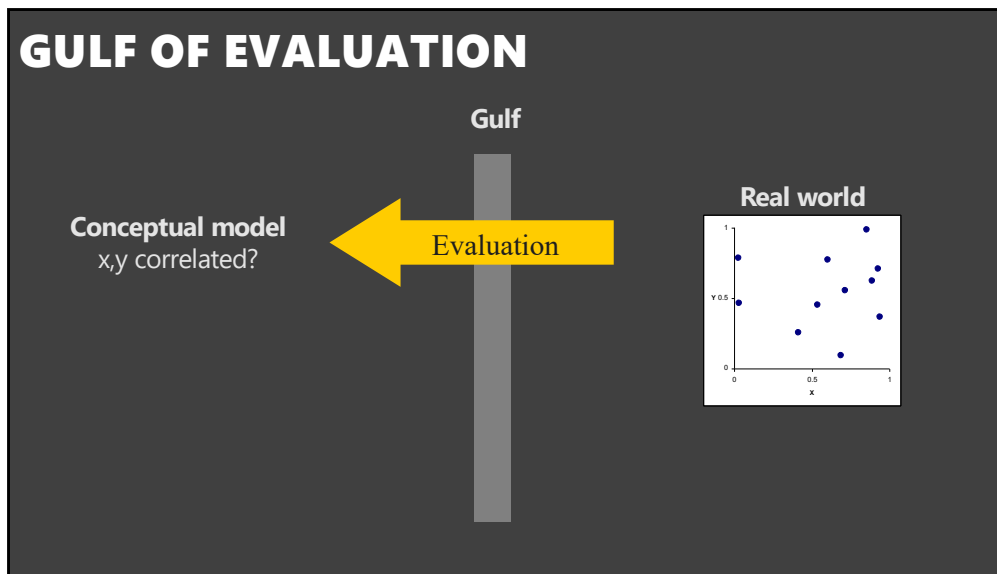 GULF OF EVALUATION
Gulf
Conceptual model
x,y correlated?
Evaluation
Real world
1
Y 0.5
0
0 0.5 1
x